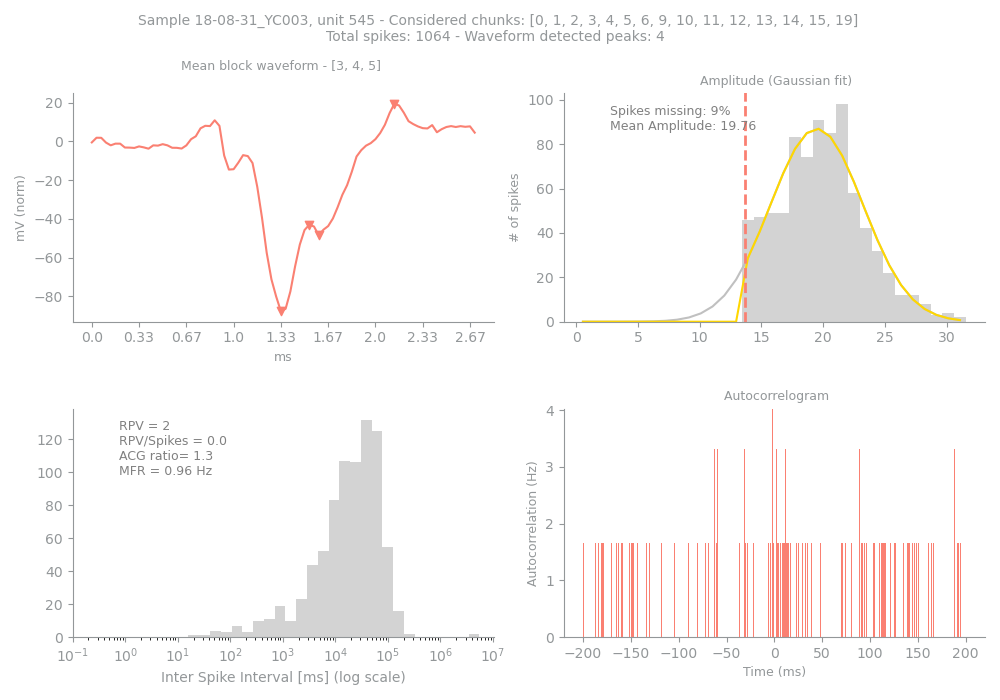 Sample 18-08-31_YC003, unit 545 - Considered chunks: [0, 1, 2, 3, 4, 5, 6, 9, 10, 11, 12, 13, 14, 15, 19]
Total spikes: 1064 - Waveform detected peaks: 4
Mean block waveform - [3, 4, 5]
20
0
−20
−40
−60
−80
mV (norm)
0.0 0.33 0.67 1.0 1.33 1.67 2.0 2.33 2.67
ms
Amplitude (Gaussian fit)
Spikes missing: 9%
Mean Amplitude: 19.76
100
80
60
40
20
0
# of spikes
0 5 10 15 20 25 30
RPV = 2
RPV/Spikes = 0.0
ACG ratio= 1.3
MFR = 0.96 Hz
120
100
80
60
40
20
0
10⁻¹ 10⁰ 10¹ 10² 10³ 10⁴ 10⁵ 10⁶ 10⁷
Inter Spike Interval [ms] (log scale)
Autocorrelogram
4
3
2
1
0
Autocorrelation (Hz)
−200 −150 −100 −50 0 50 100 150 200
Time (ms)